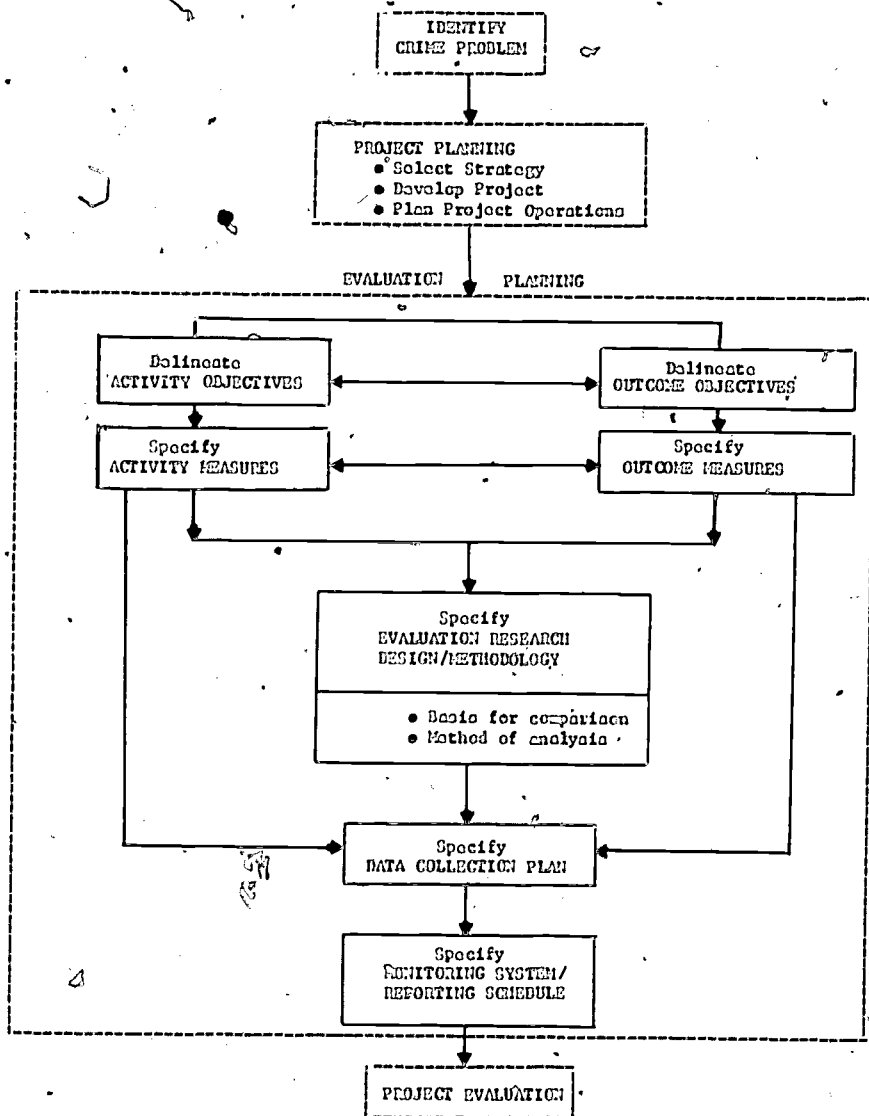 IDENTIFY
CRIME PROBLEM
PROJECT PLANNING
• Select Strategy
• Develop Project
• Plan Project Operations
EVALUATION PLANNING
Delineate
ACTIVITY OBJECTIVES
Delineate
OUTCOME OBJECTIVES
Specify
ACTIVITY MEASURES
Specify
OUTCOME MEASURES
Specify
EVALUATION RESEARCH
DESIGN/METHODOLOGY
• Basis for comparison
• Method of analysis
Specify
DATA COLLECTION PLAN
Specify
MONITORING SYSTEM/
REPORTING SCHEDULE
PROJECT EVALUATION